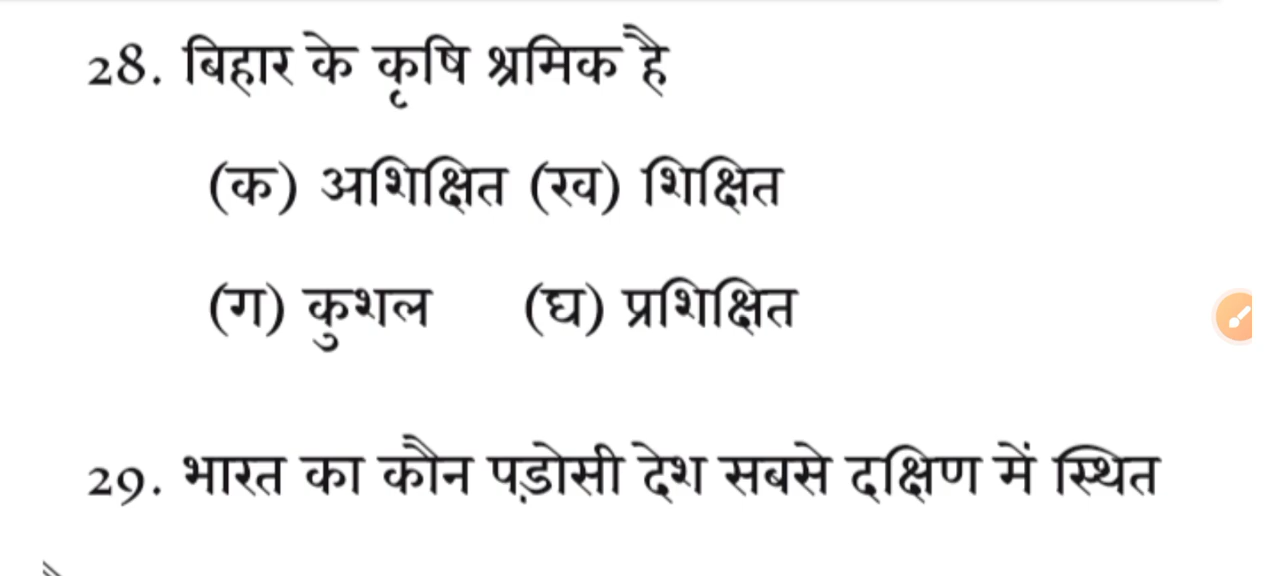 28. बिहार के कृषि श्रमिक है
(क) अशिक्षित (ख) शिक्षित
(ग) कुशल (घ) प्रशिक्षित
29. भारत का कौन पड़ोसी देश सबसे दक्षिण में स्थित